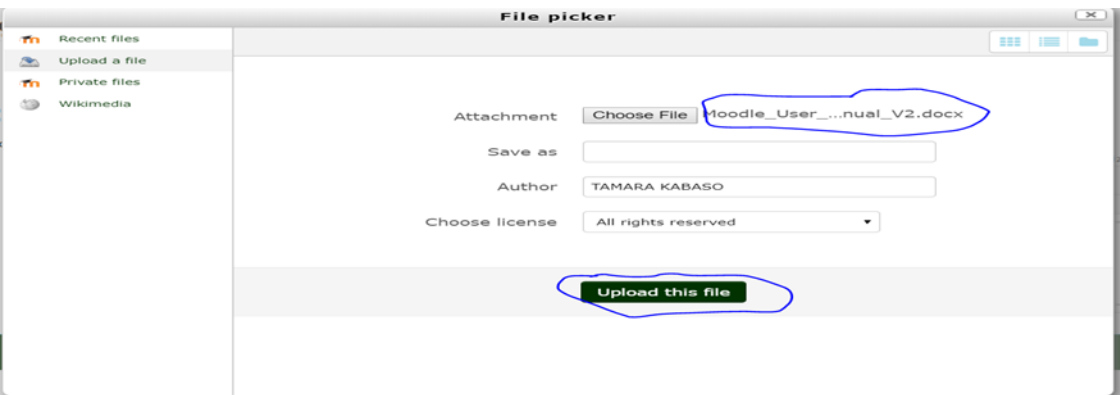 File picker
Recent files
Upload a file
Private files
Wikimedia
Attachment Choose File Moodle_User_...nual_V2.docx
Save as
Author TAMARA KABASO
Choose license All rights reserved
Upload this file